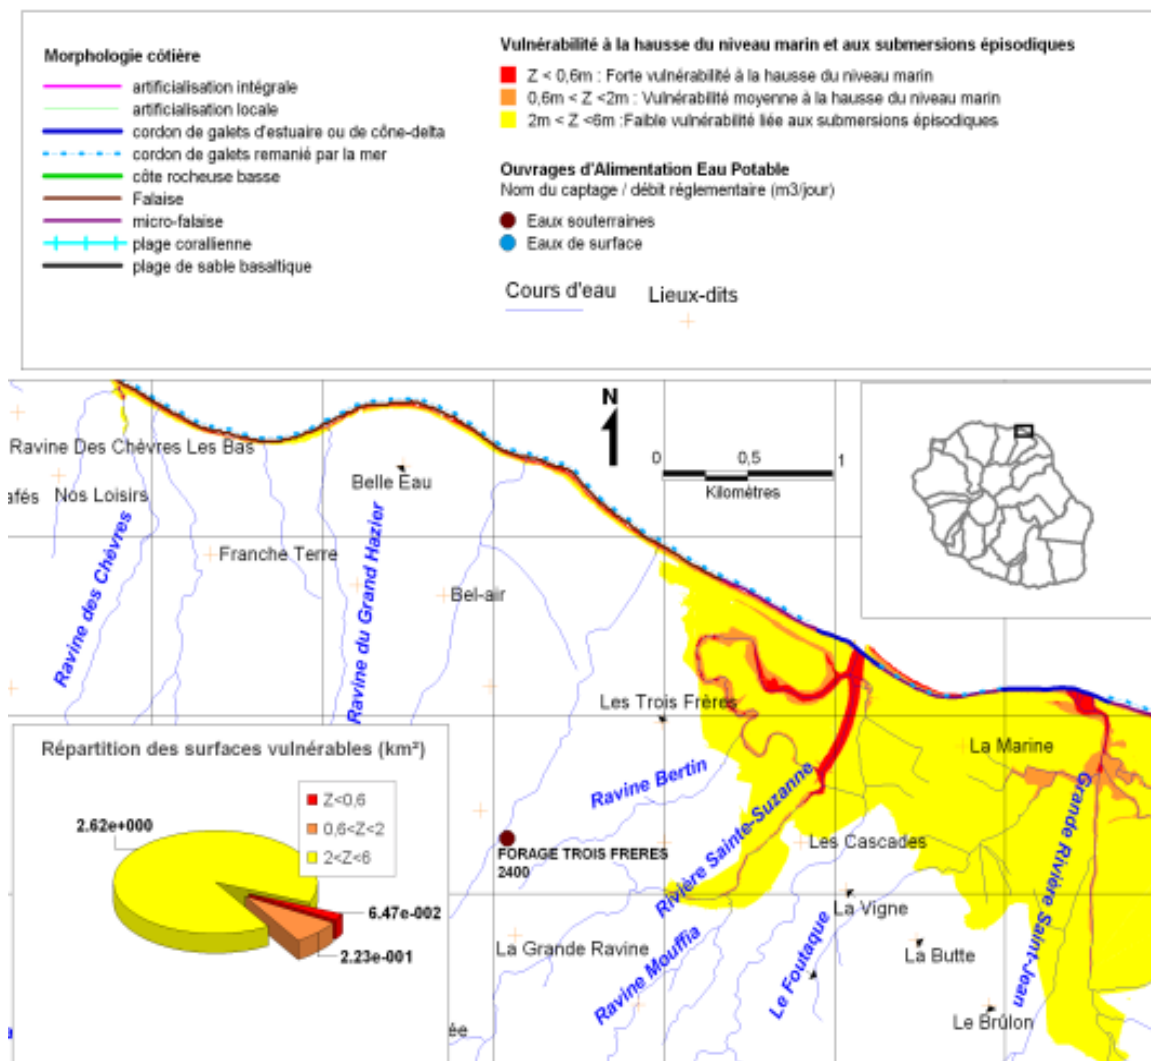 Morphologie côtière
artificialisation intégrale
artificialisation locale
cordon de galets d'estuaire ou de cône-delta
cordon de galets remanié par la mer
côte rocheuse basse
Falaise
micro-falaise
plage corallienne
plage de sable basaltique
Vulnérabilité à la hausse du niveau marin et aux submersions épisodiques
Z < 0,6m : Forte vulnérabilité à la hausse du niveau marin
0,6m < Z <2m : Vulnérabilité moyenne à la hausse du niveau marin
2m < Z <6m :Faible vulnérabilité liée aux submersions épisodiques
Ouvrages d'Alimentation Eau Potable
Nom du captage / débit réglementaire (m3/jour)
Eaux souterraines
Eaux de surface
Cours d'eau
Lieux-dits
N
0 0,5 1
Kilomètres
Ravine Des Chèvres Les Bas
afés
Nos Loisirs
Belle Eau
Franche Terre
Bel-air
Ravine des Chèvres
Ravine du Grand Hazier
Les Trois Frères
La Marine
Ravine Bertin
Rivière Sainte-Suzanne
Grande Rivière Saint-Jean
Les Cascades
FORAGE TROIS FRERES
2400
La Vigne
La Grande Ravine
Ravine Mouffia
Le Foutaque
La Butte
Le Brûlon
ée
Répartition des surfaces vulnérables (km²)
Z<0,6
0,6<Z<2
2<Z<6
2.62e+000
6.47e-002
2.23e-001